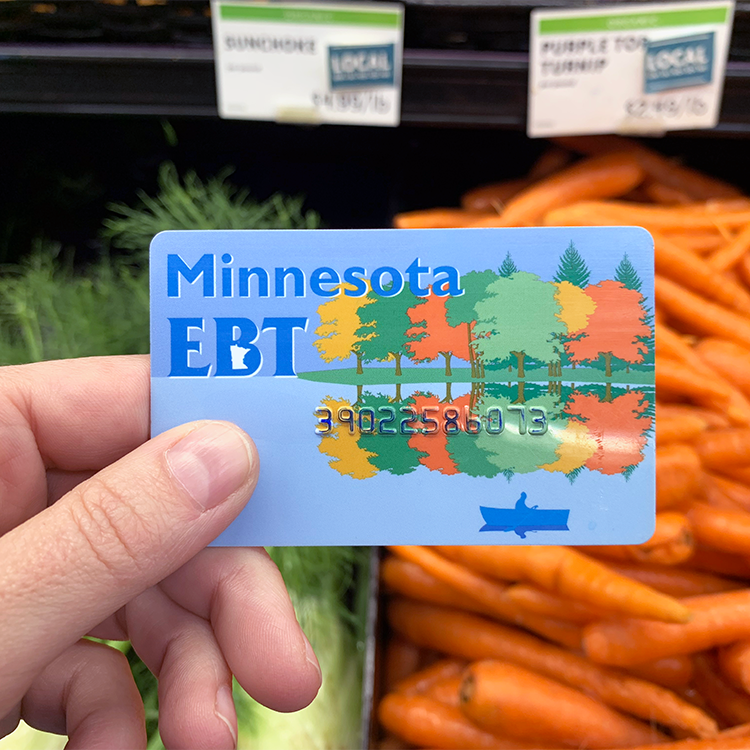 SUNCHOKE
LOCAL
$4.99/lb
PURPLE TOP
TURNIP
LOCAL
$2.49/lb
Minnesota
EBT
39022586073